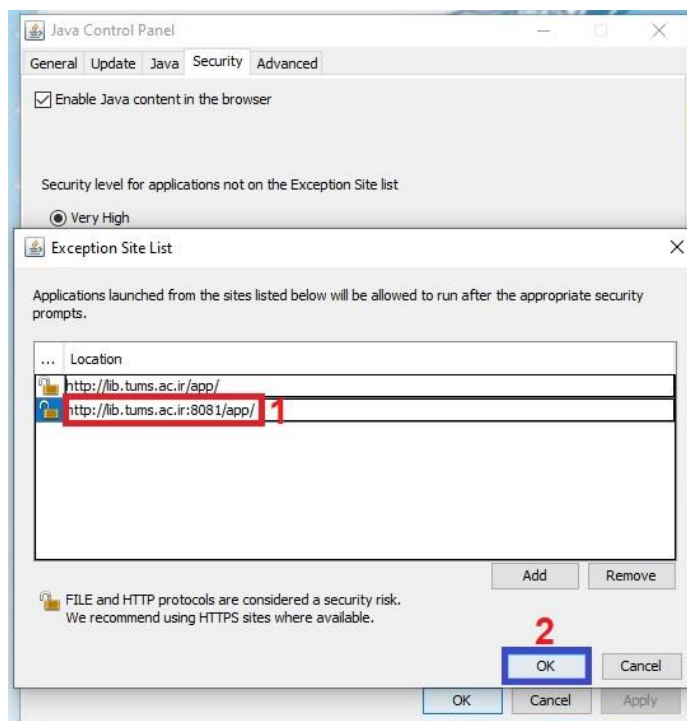 Java Control Panel
General Update Java Security Advanced
Enable Java content in the browser
Security level for applications not on the Exception Site list
Very High
Exception Site List
Applications launched from the sites listed below will be allowed to run after the appropriate security
prompts.
... Location
http://lib.tums.ac.ir/app/
http://lib.tums.ac.ir:8081/app/ 1
Add Remove
FILE and HTTP protocols are considered a security risk.
We recommend using HTTPS sites where available.
2
OK Cancel
OK Cancel Apply